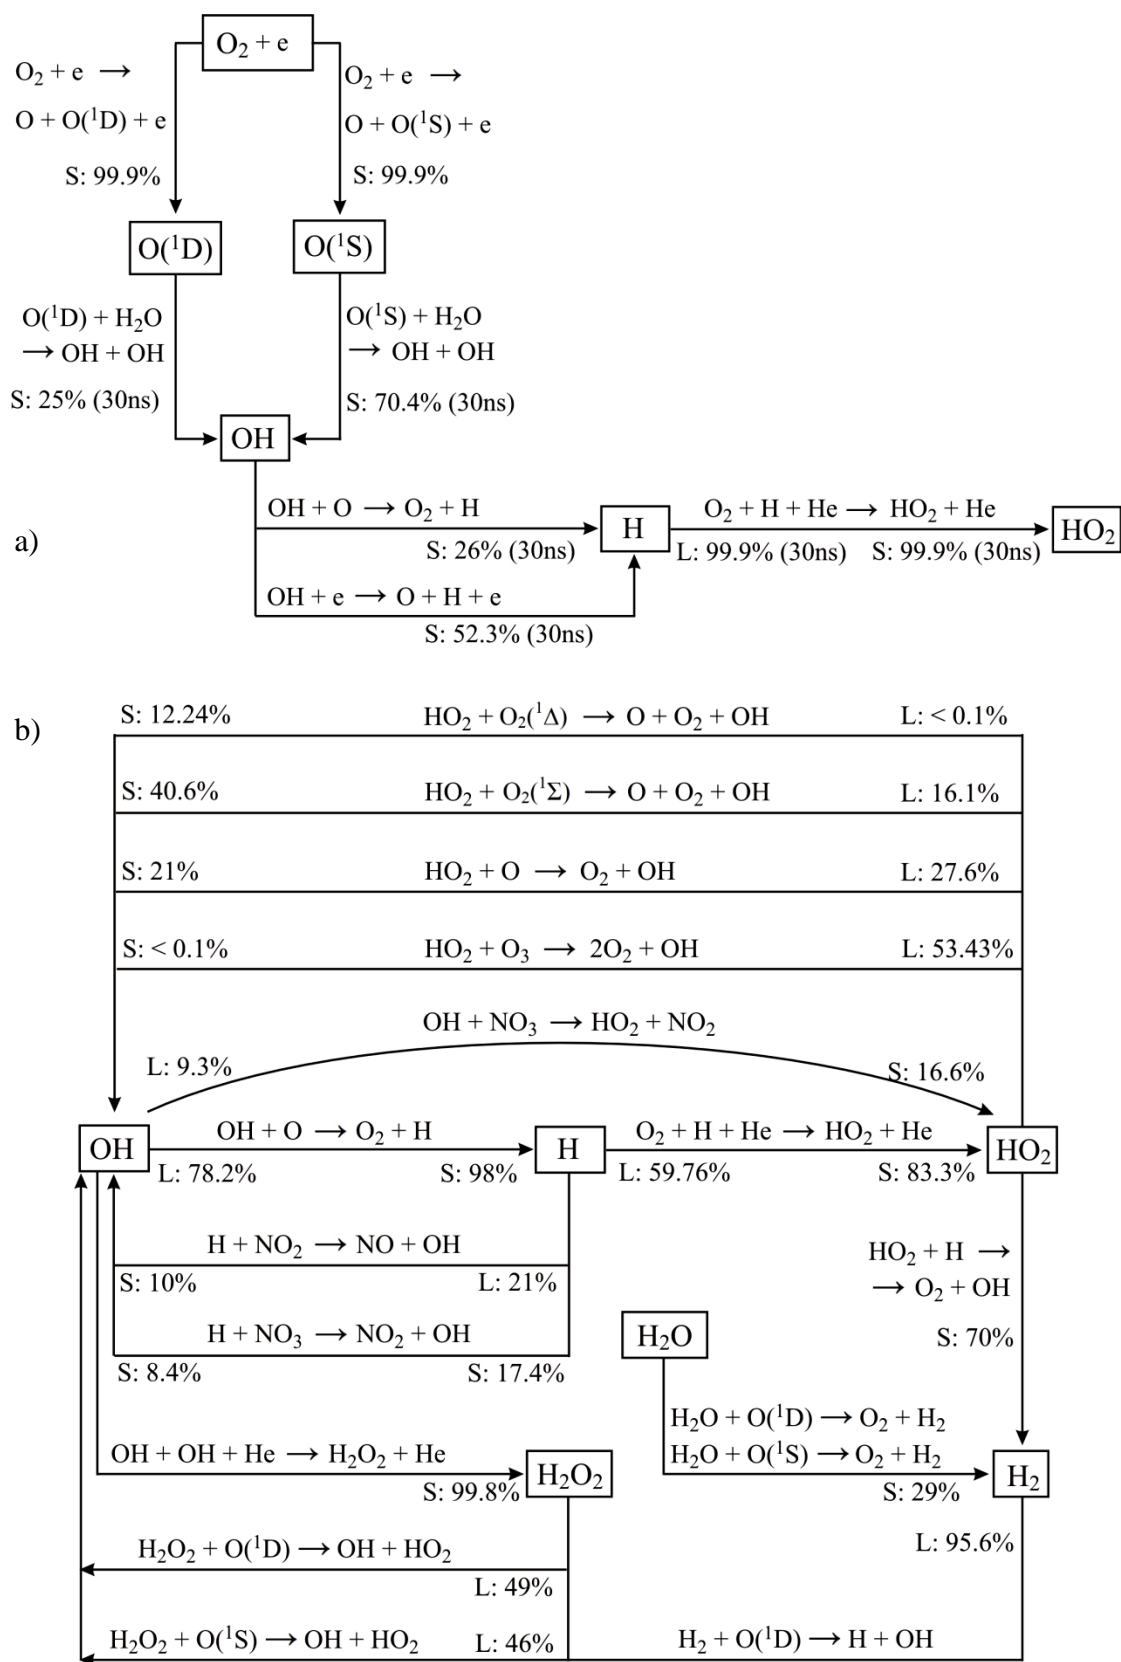 O₂ + e
O₂ + e →
O + O(¹D) + e
S: 99.9%
O₂ + e →
O + O(¹S) + e
S: 99.9%
O(¹D)
O(¹S)
O(¹D) + H₂O
→ OH + OH
S: 25% (30ns)
O(¹S) + H₂O
→ OH + OH
S: 70.4% (30ns)
OH
a)
OH + O → O₂ + H
S: 26% (30ns)
OH + e → O + H + e
S: 52.3% (30ns)
H
O₂ + H + He → HO₂ + He
L: 99.9% (30ns) S: 99.9% (30ns)
HO₂
b)
S: 12.24% HO₂ + O₂(¹Δ) → O + O₂ + OH L: < 0.1%
S: 40.6% HO₂ + O₂(¹Σ) → O + O₂ + OH L: 16.1%
S: 21% HO₂ + O → O₂ + OH L: 27.6%
S: < 0.1% HO₂ + O₃ → 2O₂ + OH L: 53.43%
OH + NO₃ → HO₂ + NO₂
L: 9.3% S: 16.6%
OH
OH + O → O₂ + H
L: 78.2% S: 98%
H
O₂ + H + He → HO₂ + He
L: 59.76% S: 83.3%
HO₂
H + NO₂ → NO + OH
S: 10% L: 21%
H + NO₃ → NO₂ + OH
S: 8.4% S: 17.4%
HO₂ + H →
→ O₂ + OH
S: 70%
H₂O
H₂O + O(¹D) → O₂ + H₂
H₂O + O(¹S) → O₂ + H₂
S: 29%
H₂
OH + OH + He → H₂O₂ + He
S: 99.8%
H₂O₂
L: 95.6%
H₂O₂ + O(¹D) → OH + HO₂
L: 49%
H₂O₂ + O(¹S) → OH + HO₂ L: 46%
H₂ + O(¹D) → H + OH